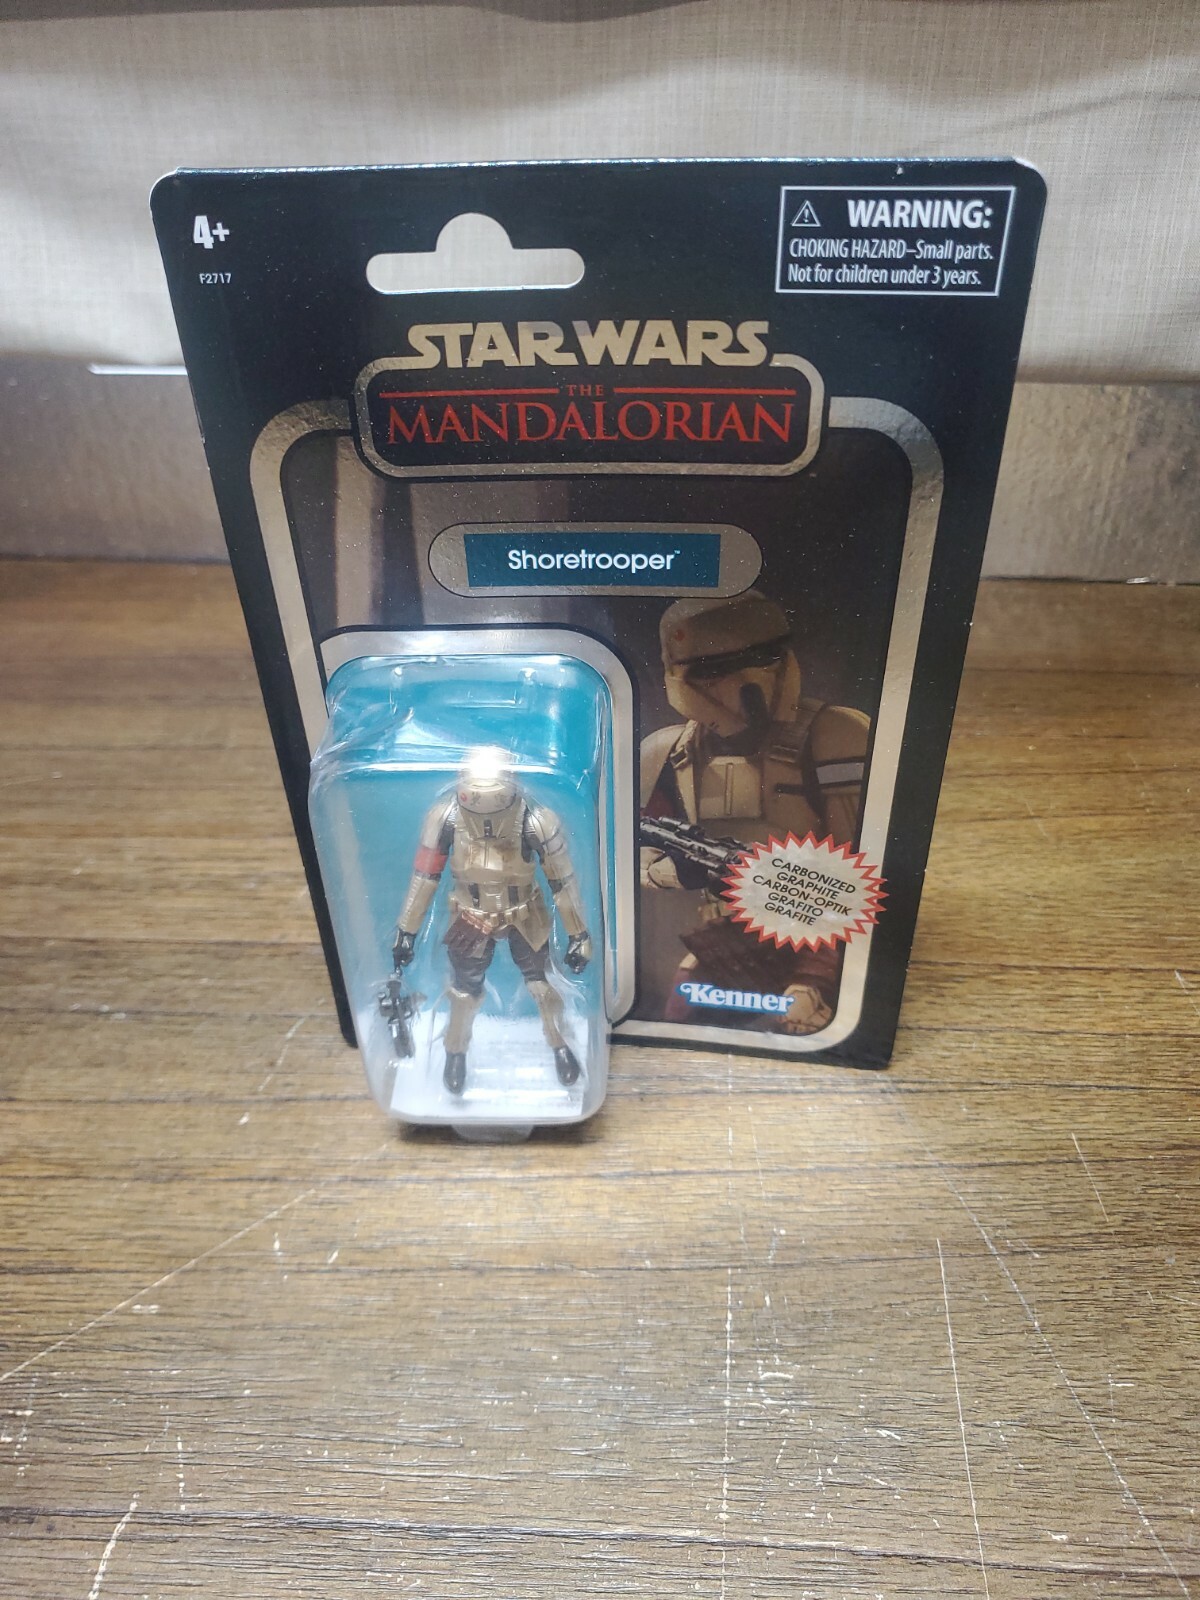 4+
F2717
WARNING:
CHOKING HAZARD–Small parts.
Not for children under 3 years.
STAR WARS
THE
MANDALORIAN
Shoretrooper™
CARBONIZED
GRAPHITE
CARBON-OPTIK
GRAFITO
GRAFITE
Kenner